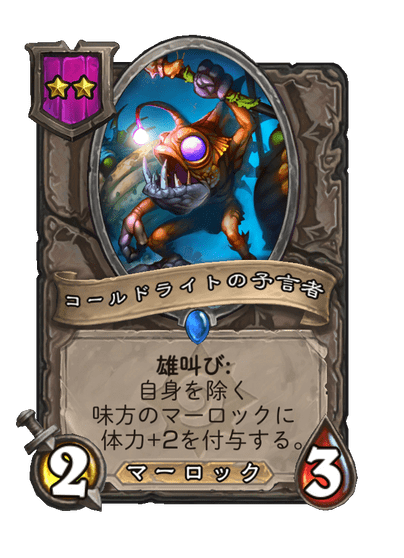 コールドライトの予言者
雄叫び:
自身を除く
味方のマーロックに
体力+2を付与する。
2
マーロック
3